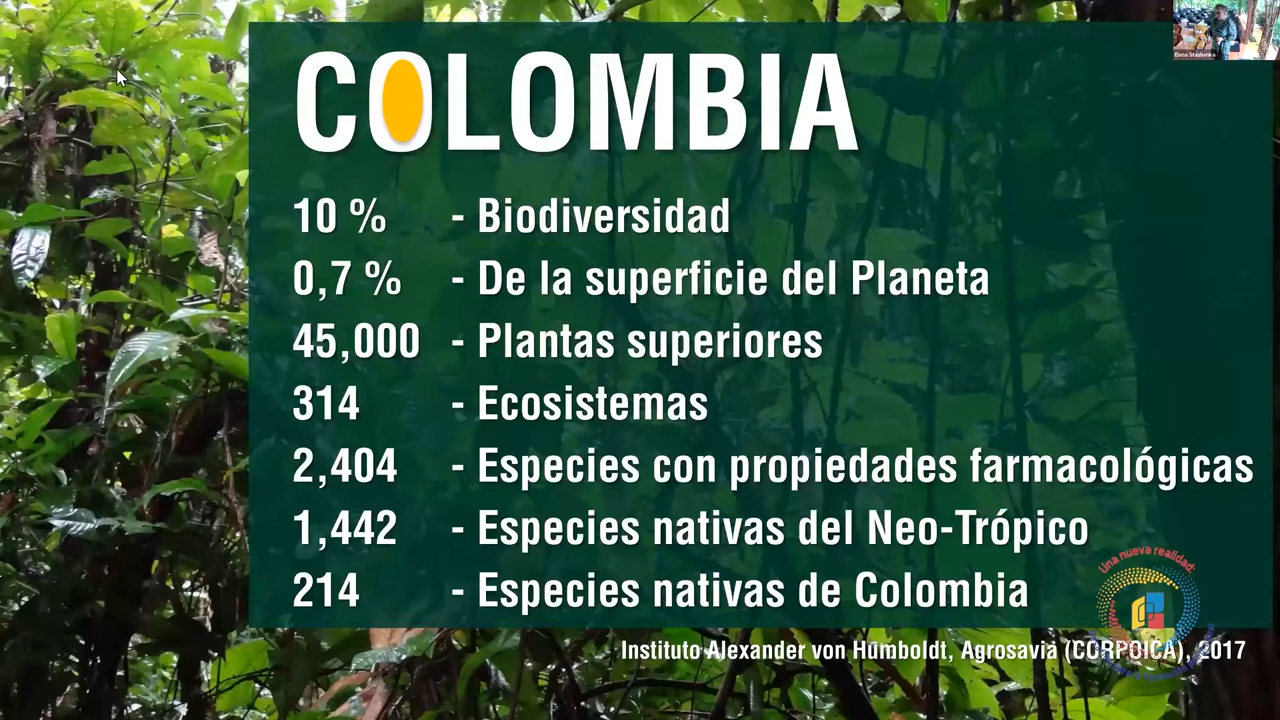 COLOMBIA
10 % - Biodiversidad
0,7 % - De la superficie del Planeta
45,000 - Plantas superiores
314 - Ecosistemas
2,404 - Especies con propiedades farmacológicas
1,442 - Especies nativas del Neo-Trópico
214 - Especies nativas de Colombia
Instituto Alexander von Humboldt, Agrosavia (CORPOICA), 2017
Una nueva realidad:
Elena Stashenko